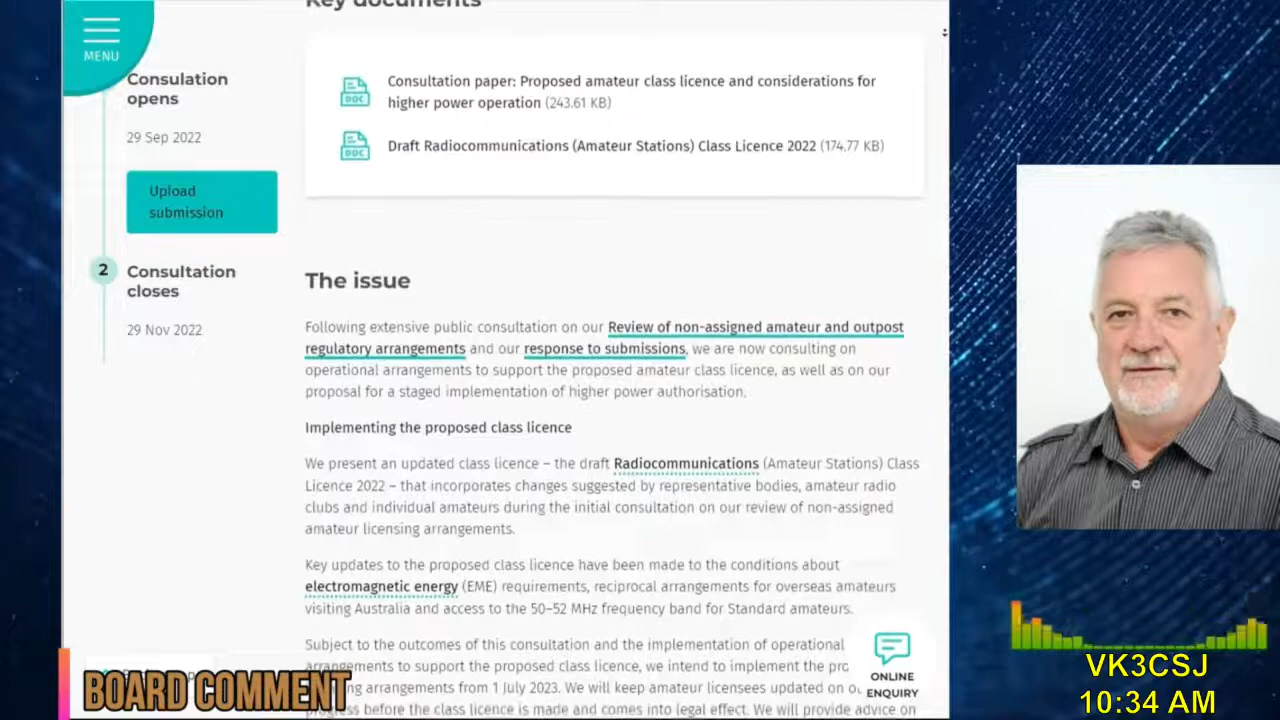 Key documents
MENU
Consulation
opens
29 Sep 2022
Upload
submission
2
Consultation
closes
29 Nov 2022
DOC
Consultation paper: Proposed amateur class licence and considerations for
higher power operation (243.61 KB)
DOC
Draft Radiocommunications (Amateur Stations) Class Licence 2022 (174.77 KB)
The issue
Following extensive public consultation on our Review of non-assigned amateur and outpost
regulatory arrangements and our response to submissions, we are now consulting on
operational arrangements to support the proposed amateur class licence, as well as on our
proposal for a staged implementation of higher power authorisation.
Implementing the proposed class licence
We present an updated class licence – the draft Radiocommunications (Amateur Stations) Class
Licence 2022 – that incorporates changes suggested by representative bodies, amateur radio
clubs and individual amateurs during the initial consultation on our review of non-assigned
amateur licensing arrangements.
Key updates to the proposed class licence have been made to the conditions about
electromagnetic energy (EME) requirements, reciprocal arrangements for overseas amateurs
visiting Australia and access to the 50–52 MHz frequency band for Standard amateurs.
Subject to the outcomes of this consultation and the implementation of operational
arrangements to support the proposed class licence, we intend to implement the
arrangements from 1 July 2023. We will keep amateur licensees updated on
progress before the class licence is made and comes into legal effect. We will provide advice on
ONLINE
ENQUIRY
BOARD COMMENT
VK3CSJ
10:34 AM